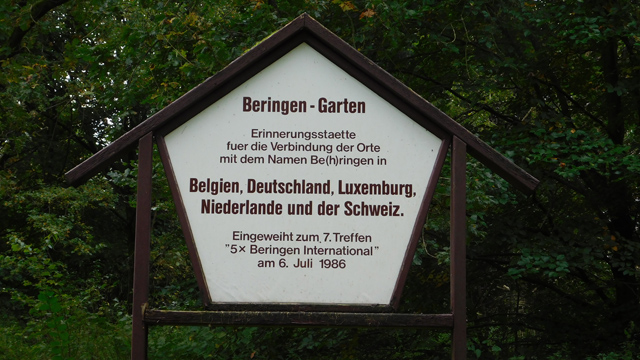 Beringen - Garten
Erinnerungsstaette
fuer die Verbindung der Orte
mit dem Namen Be(h)ringen in
Belgien, Deutschland, Luxemburg,
Niederlande und der Schweiz.
Eingeweiht zum 7. Treffen
"5x Beringen International"
am 6. Juli 1986